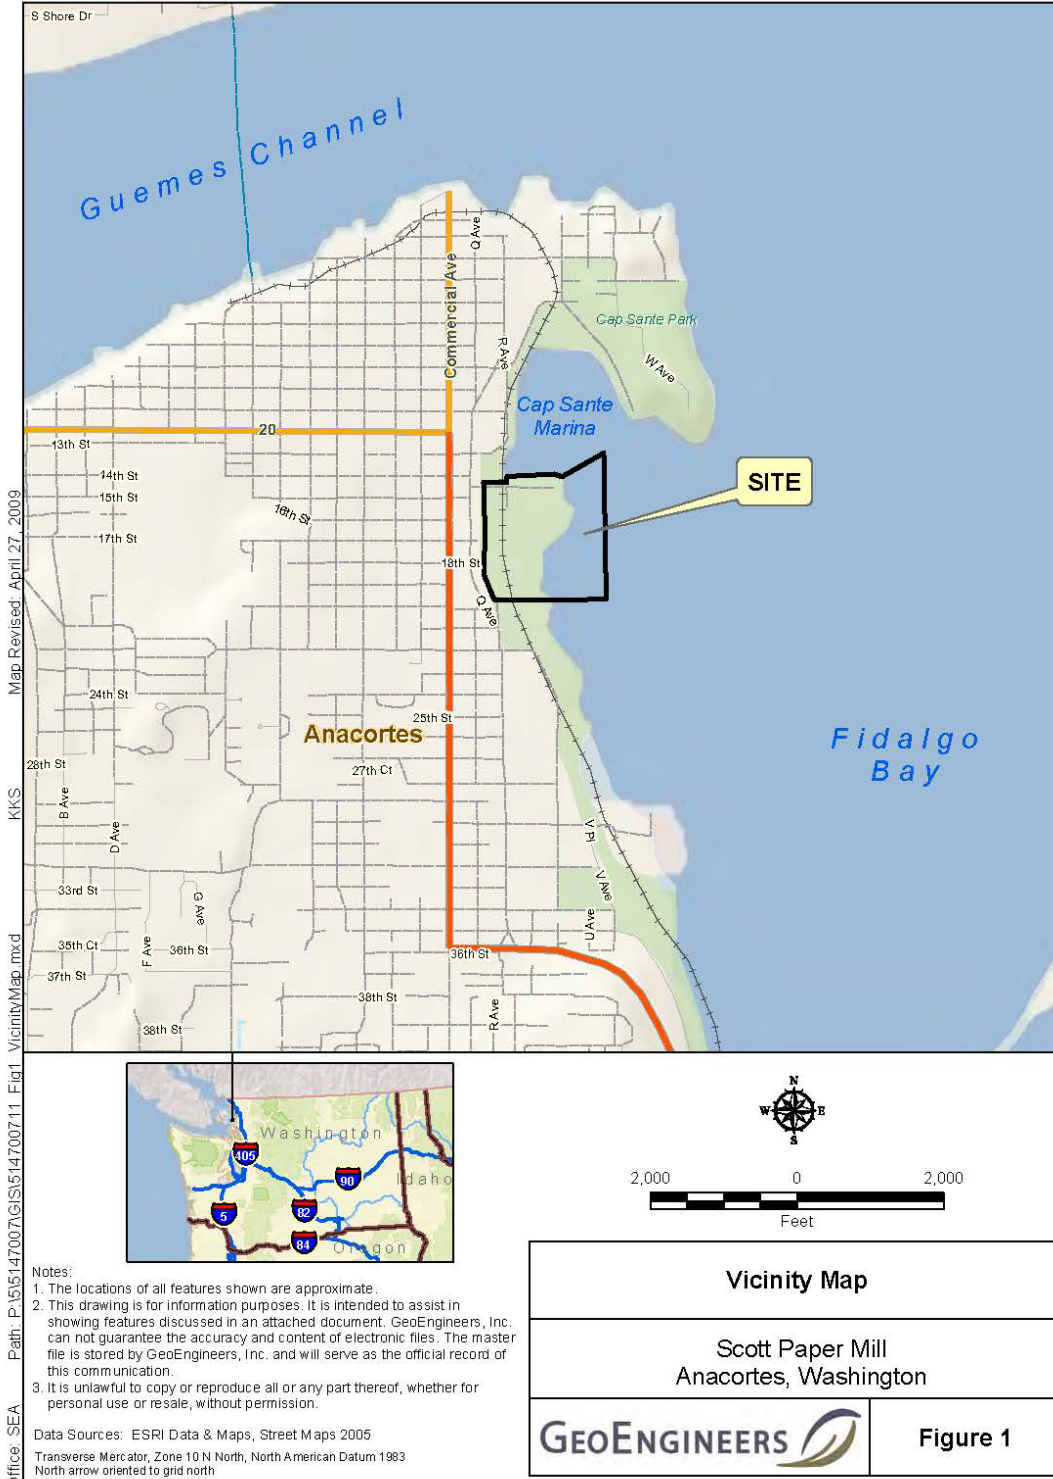 S Shore Dr
Guemes Channel
Q Ave
Commercial Ave
Cap Sante Park
R Ave
W Ave
Cap Sante
Marina
20
13th St
14th St
15th St
16th St
17th St
SITE
18th St
Q Ave
24th St
25th St
Anacortes
27th Ct
28th St
Fidalgo
Bay
B Ave
D Ave
V Pl
V Ave
33rd St
G Ave
U Ave
35th Ct
F Ave
36th St
36th St
37th St
38th St
R Ave
38th St
Map Revised: April 27, 2009
KKS
Path: P:\5\5147007\GIS\514700711_Fig1_VicinityMap.mxd
Office: SEA
Washington
405
90
Idaho
5
82
84
Oregon
N
W E
S
2,000 0 2,000
Feet
Notes:
1. The locations of all features shown are approximate.
2. This drawing is for information purposes. It is intended to assist in
showing features discussed in an attached document. GeoEngineers, Inc.
can not guarantee the accuracy and content of electronic files. The master
file is stored by GeoEngineers, Inc. and will serve as the official record of
this communication.
3. It is unlawful to copy or reproduce all or any part thereof, whether for
personal use or resale, without permission.
Data Sources: ESRI Data & Maps, Street Maps 2005
Transverse Mercator, Zone 10 N North, North American Datum 1983
North arrow oriented to grid north
Vicinity Map
Scott Paper Mill
Anacortes, Washington
GEOENGINEERS
Figure 1